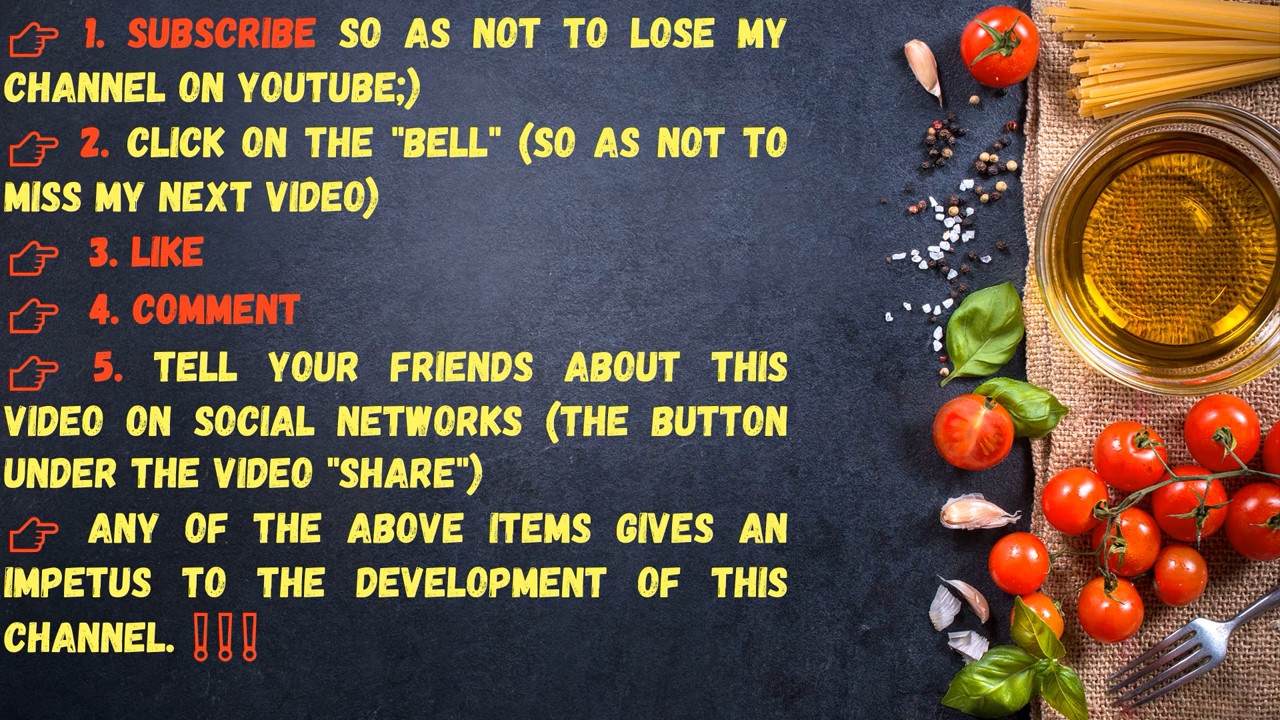 👉 1. SUBSCRIBE SO AS NOT TO LOSE MY
CHANNEL ON YOUTUBE;)
👉 2. CLICK ON THE "BELL" (SO AS NOT TO
MISS MY NEXT VIDEO)
👉 3. LIKE
👉 4. COMMENT
👉 5. TELL YOUR FRIENDS ABOUT THIS
VIDEO ON SOCIAL NETWORKS (THE BUTTON
UNDER THE VIDEO "SHARE")
👉 ANY OF THE ABOVE ITEMS GIVES AN
IMPETUS TO THE DEVELOPMENT OF THIS
CHANNEL. !!!